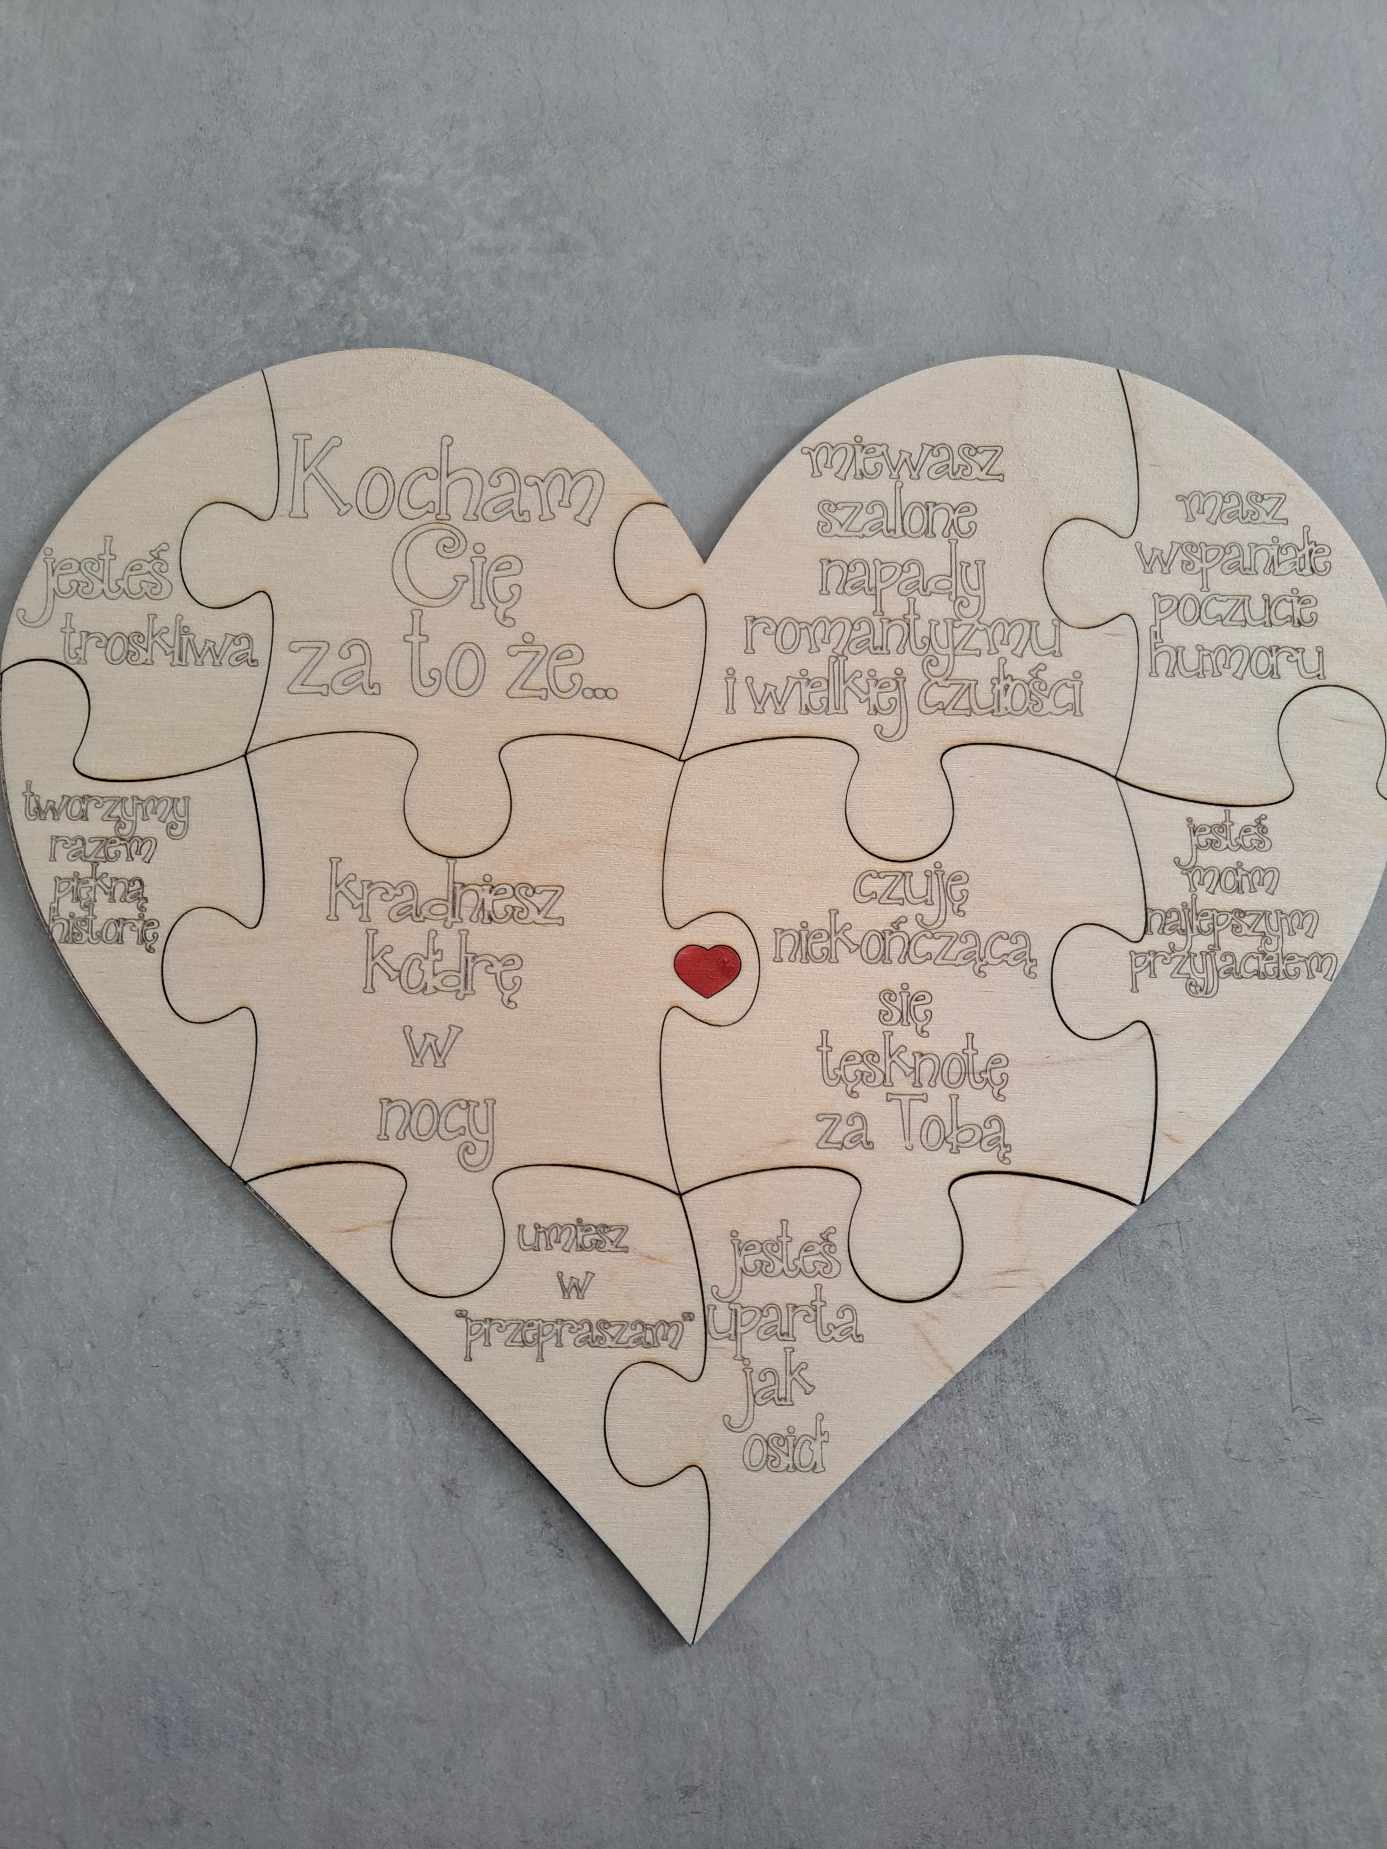 Kocham
Cię
za to że...
miewasz
szalone
napady
romantyzmu
i wielkiej czułości
masz
wspaniałe
poczucie
humoru
jesteś
troskliwa
tworzymy
razem
piękną
historię
kradniesz
kołdrę
w
nocy
czuję
niekończącą
się
tęsknotę
za Tobą
jesteś
moim
najlepszym
przyjacielem
umiesz
w
"przepraszam"
jesteś
uparta
jak
osioł